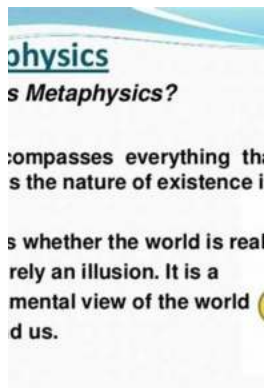 physics
s Metaphysics?
compasses everything tha
s the nature of existence i
s whether the world is real
rely an illusion. It is a
mental view of the world
d us.